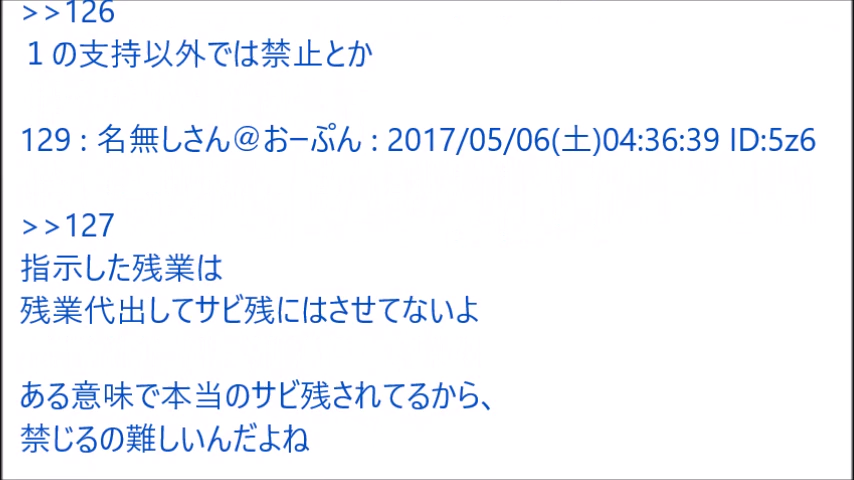 >>126
１の支持以外では禁止とか
129 : 名無しさん＠おーぷん : 2017/05/06(土)04:36:39 ID:5z6
>>127
指示した残業は
残業代出してサビ残にはさせてないよ
ある意味で本当のサビ残されてるから、
禁じるの難しいんだよね